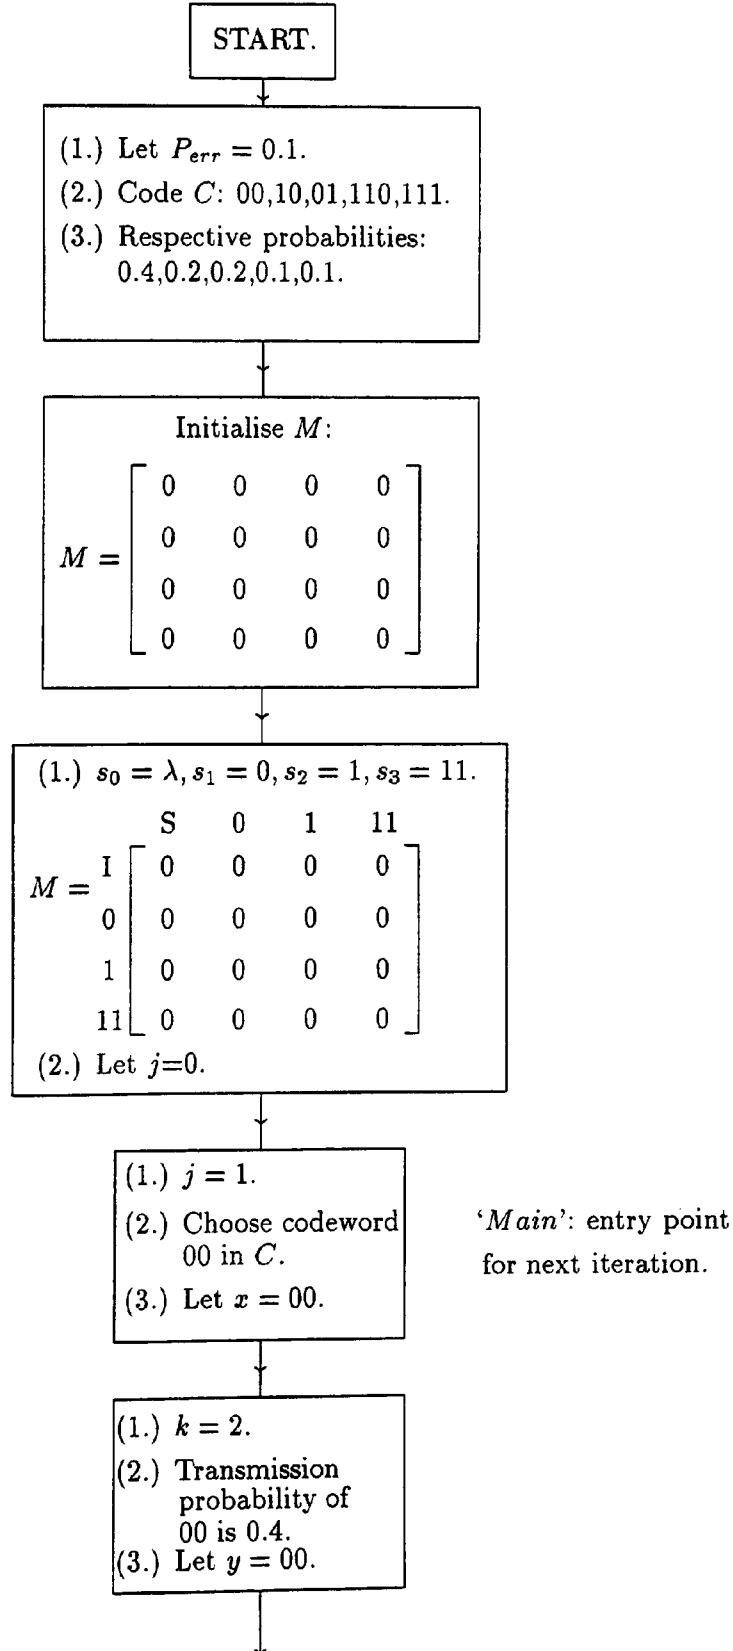 START.
(1.) Let P_err = 0.1.
(2.) Code C: 00,10,01,110,111.
(3.) Respective probabilities:
0.4,0.2,0.2,0.1,0.1.
Initialise M:
0 0 0 0
0 0 0 0
M =
0 0 0 0
0 0 0 0
(1.) s₀ = λ, s₁ = 0, s₂ = 1, s₃ = 11.
S 0 1 11
I 0 0 0 0
M =
0 0 0 0 0
1 0 0 0 0
11 0 0 0 0
(2.) Let j=0.
(1.) j = 1.
(2.) Choose codeword
00 in C.
(3.) Let x = 00.
‘Main’: entry point
for next iteration.
(1.) k = 2.
(2.) Transmission
probability of
00 is 0.4.
(3.) Let y = 00.